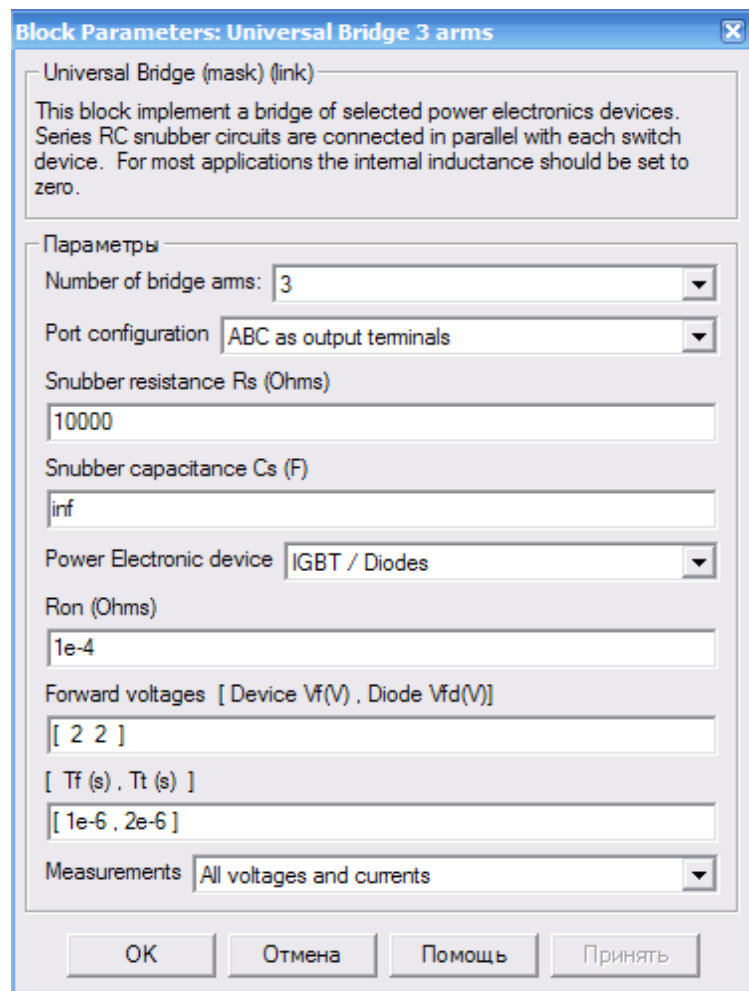 Block Parameters: Universal Bridge 3 arms
Universal Bridge (mask) (link)
This block implement a bridge of selected power electronics devices.
Series RC snubber circuits are connected in parallel with each switch
device.  For most applications the internal inductance should be set to
zero.
Параметры
Number of bridge arms: 3
Port configuration ABC as output terminals
Snubber resistance Rs (Ohms)
10000
Snubber capacitance Cs (F)
inf
Power Electronic device IGBT / Diodes
Ron (Ohms)
1e-4
Forward voltages  [ Device Vf(V) , Diode Vfd(V)]
[  2  2  ]
[  Tf (s) , Tt (s)  ]
[ 1e-6 , 2e-6 ]
Measurements All voltages and currents
OK Отмена Помощь Принять